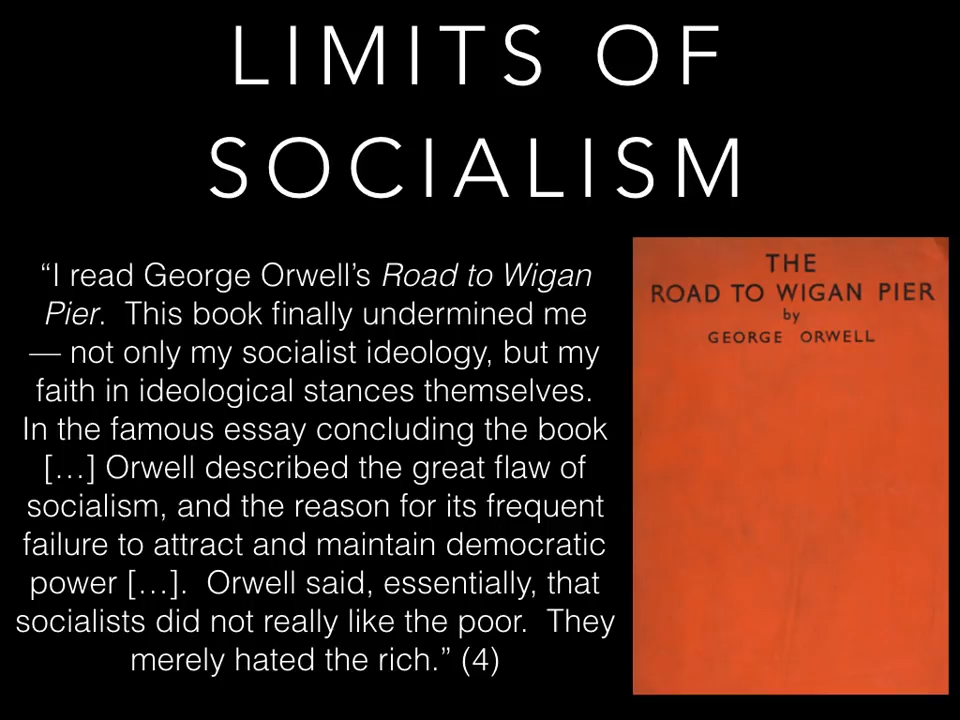 LIMITS OF
SOCIALISM
“I read George Orwell’s Road to Wigan
Pier.  This book finally undermined me
— not only my socialist ideology, but my
faith in ideological stances themselves.
In the famous essay concluding the book
[…] Orwell described the great flaw of
socialism, and the reason for its frequent
failure to attract and maintain democratic
power […].  Orwell said, essentially, that
socialists did not really like the poor.  They
merely hated the rich.” (4)
THE
ROAD TO WIGAN PIER
by
GEORGE ORWELL